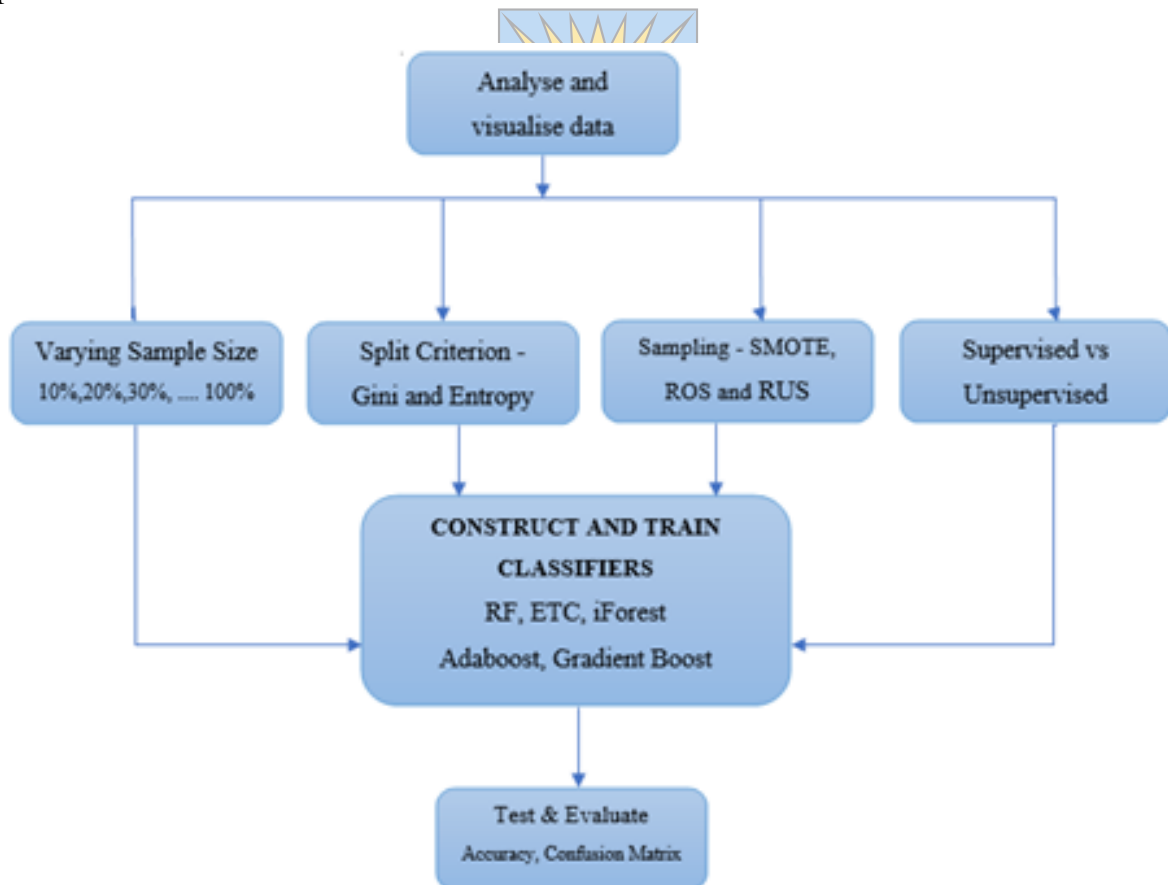 Analyse and
visualise data
Varying Sample Size
10%,20%,30%, .... 100%
Split Criterion -
Gini and Entropy
Sampling - SMOTE,
ROS and RUS
Supervised vs
Unsupervised
CONSTRUCT AND TRAIN
CLASSIFIERS
RF, ETC, iForest
Adaboost, Gradient Boost
Test & Evaluate
Accuracy, Confusion Matrix